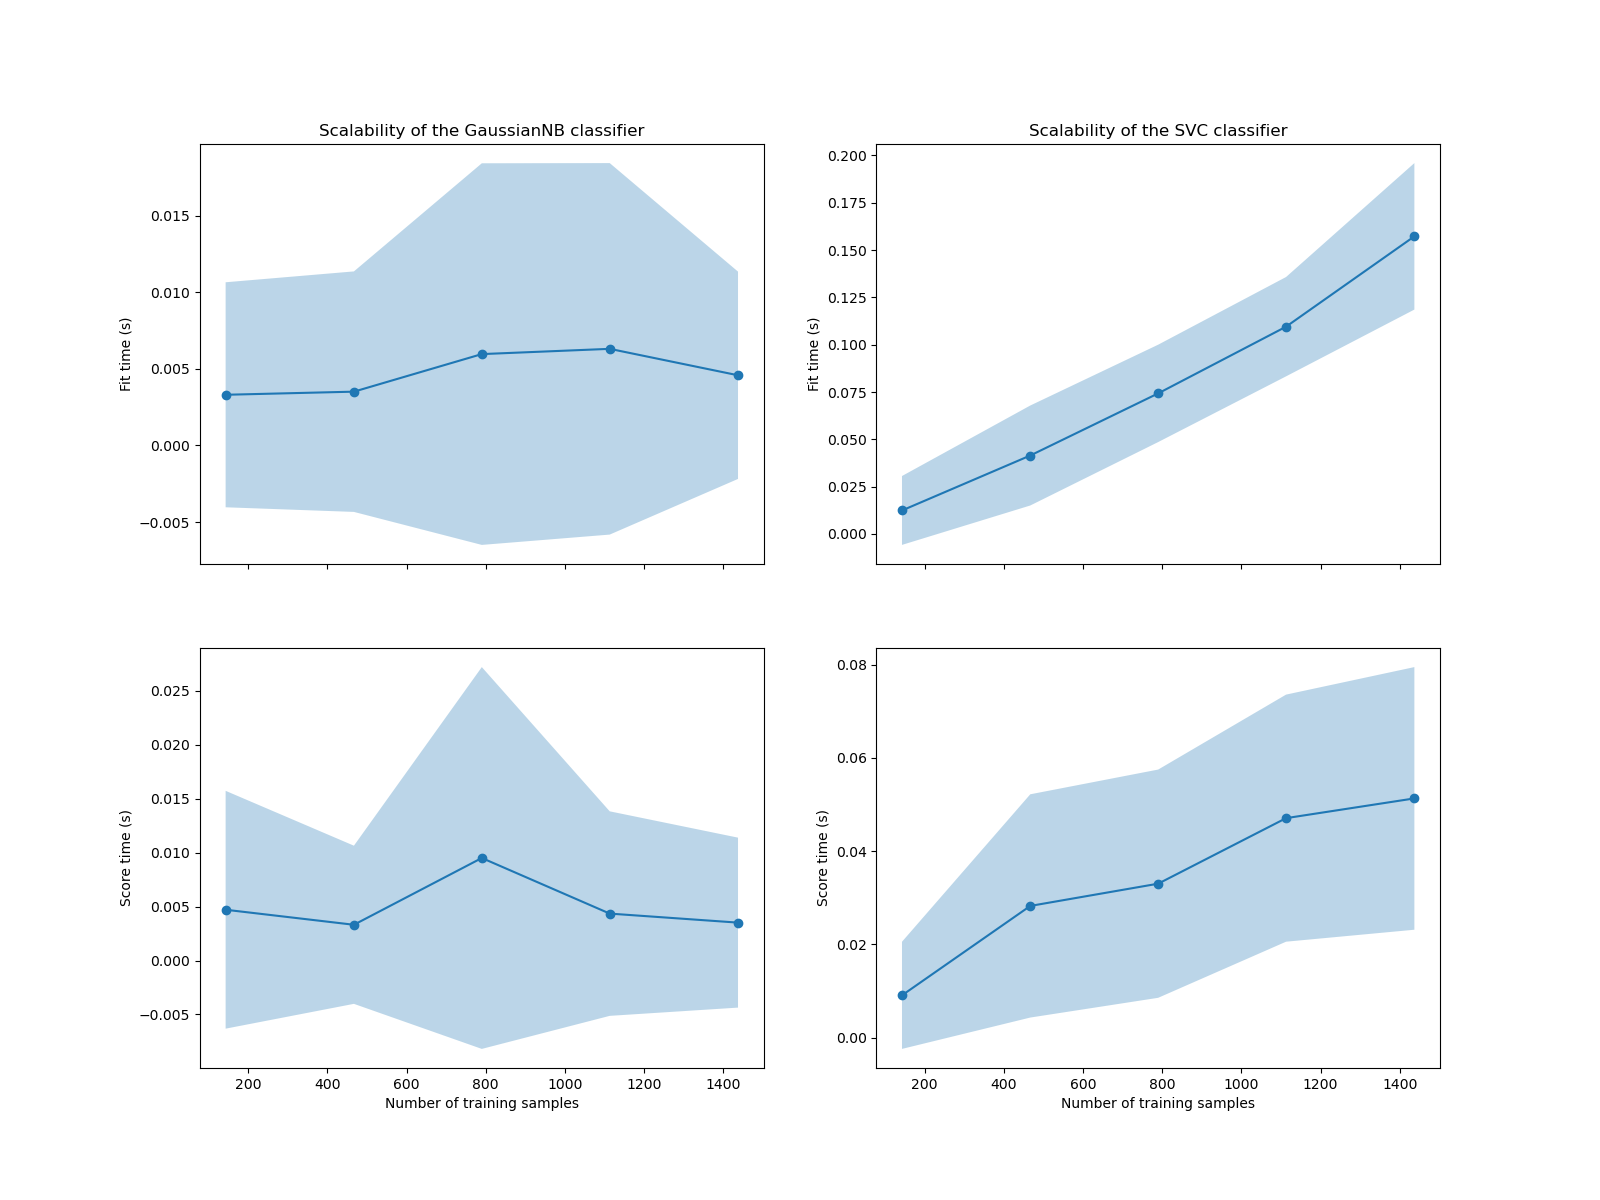 Scalability of the GaussianNB classifier
0.015
0.010
0.005
0.000
−0.005
Fit time (s)
Scalability of the SVC classifier
0.200
0.175
0.150
0.125
0.100
0.075
0.050
0.025
0.000
Fit time (s)
0.025
0.020
0.015
0.010
0.005
0.000
−0.005
Score time (s)
200 400 600 800 1000 1200 1400
Number of training samples
0.08
0.06
0.04
0.02
0.00
Score time (s)
200 400 600 800 1000 1200 1400
Number of training samples